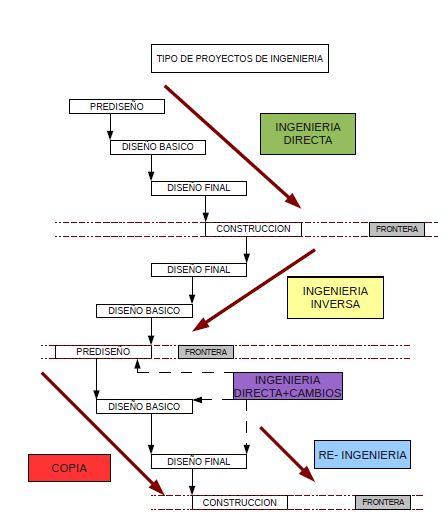 TIPO DE PROYECTOS DE INGENIERIA
PREDISEÑO
INGENIERIA
DIRECTA
DISEÑO BASICO
DISEÑO FINAL
CONSTRUCCION
FRONTERA
DISEÑO FINAL
INGENIERIA
INVERSA
DISEÑO BASICO
PREDISEÑO
FRONTERA
INGENIERIA
DIRECTA+CAMBIOS
DISEÑO BASICO
RE- INGENIERIA
DISEÑO FINAL
COPIA
CONSTRUCCION
FRONTERA